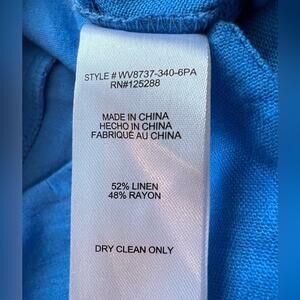 STYLE # WV8737-340-6PA
RN#125288
MADE IN CHINA
HECHO EN CHINA
FABRIQUÉ AU CHINA
52% LINEN
48% RAYON
DRY CLEAN ONLY